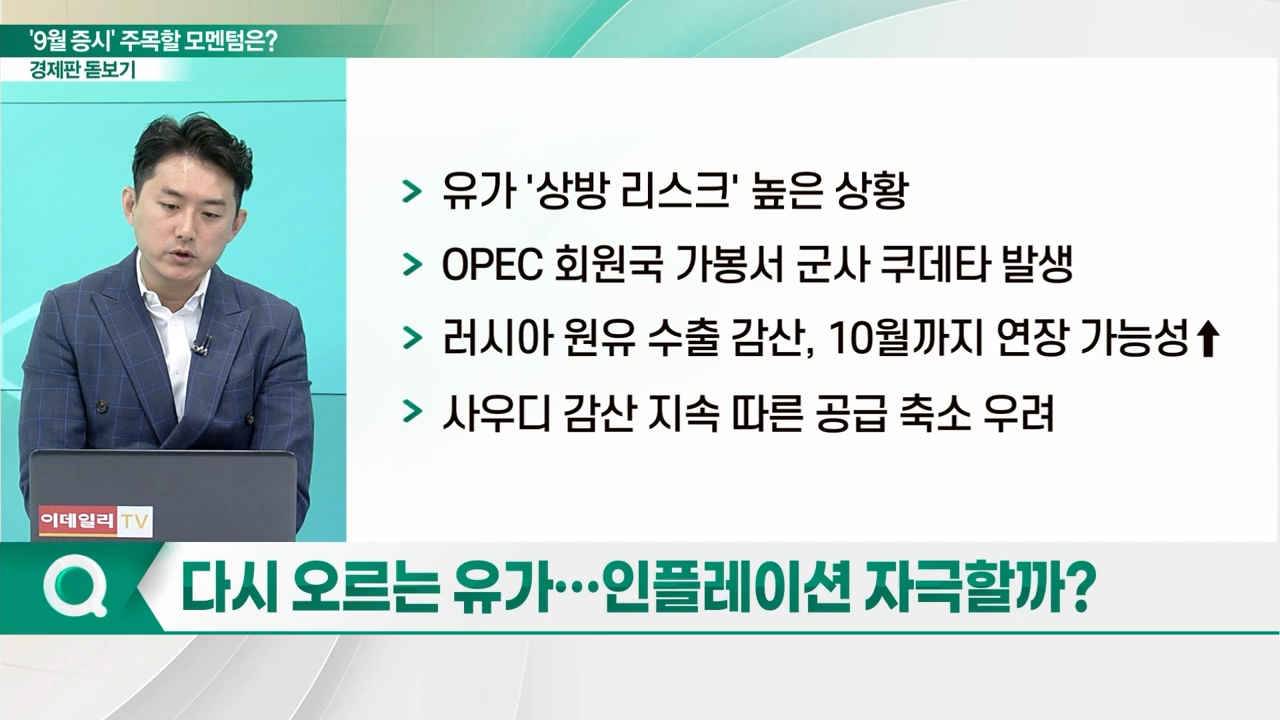 '9월 증시' 주목할 모멘텀은?
경제판 돋보기
> 유가 '상방 리스크' 높은 상황
> OPEC 회원국 가봉서 군사 쿠데타 발생
> 러시아 원유 수출 감산, 10월까지 연장 가능성⬆
> 사우디 감산 지속 따른 공급 축소 우려
이데일리 TV
다시 오르는 유가…인플레이션 자극할까?